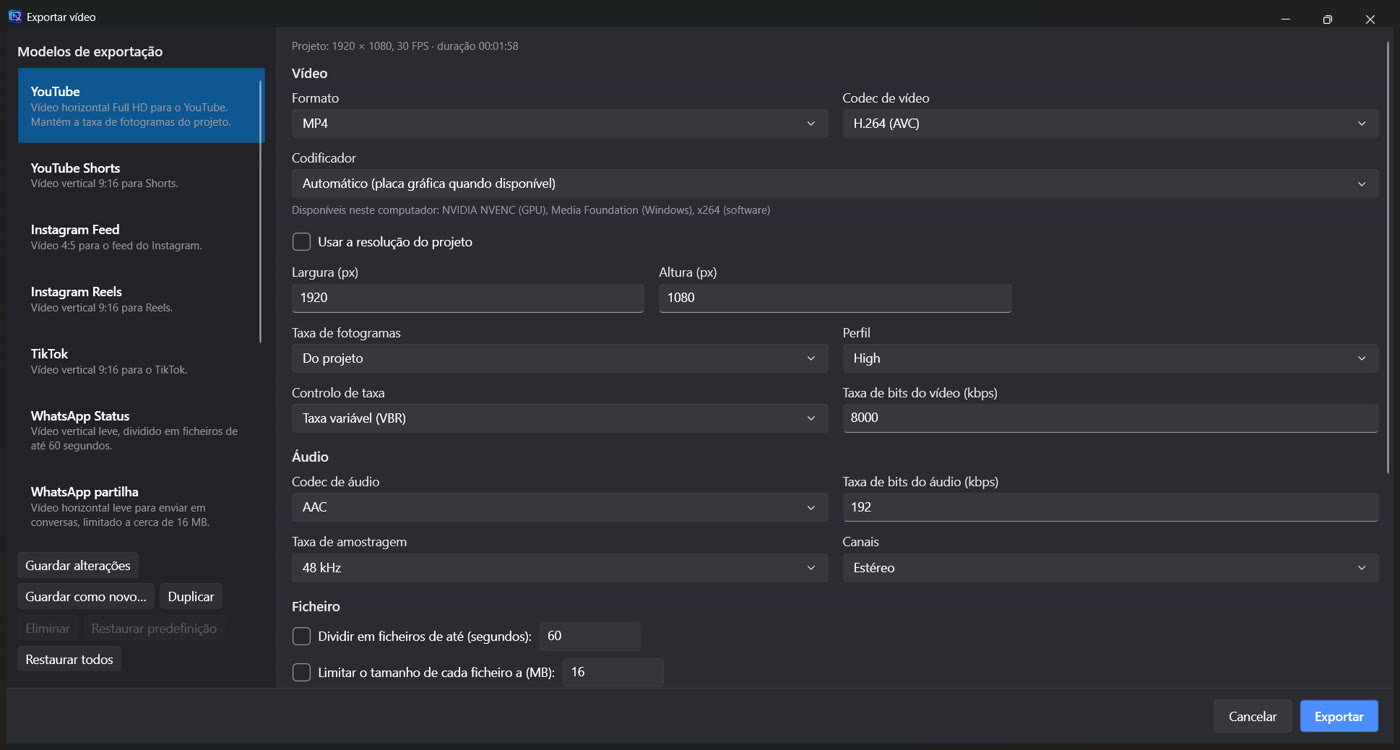 Exportar vídeo
Modelos de exportação
YouTube
Vídeo horizontal Full HD para o YouTube.
Mantém a taxa de fotogramas do projeto.
YouTube Shorts
Vídeo vertical 9:16 para Shorts.
Instagram Feed
Vídeo 4:5 para o feed do Instagram.
Instagram Reels
Vídeo vertical 9:16 para Reels.
TikTok
Vídeo vertical 9:16 para o TikTok.
WhatsApp Status
Vídeo vertical leve, dividido em ficheiros de
até 60 segundos.
WhatsApp partilha
Vídeo horizontal leve para enviar em
conversas, limitado a cerca de 16 MB.
Guardar alterações
Guardar como novo... Duplicar
Eliminar Restaurar predefinição
Restaurar todos
Projeto: 1920 × 1080, 30 FPS · duração 00:01:58
Vídeo
Formato Codec de vídeo
MP4 H.264 (AVC)
Codificador
Automático (placa gráfica quando disponível)
Disponíveis neste computador: NVIDIA NVENC (GPU), Media Foundation (Windows), x264 (software)
Usar a resolução do projeto
Largura (px) Altura (px)
1920 1080
Taxa de fotogramas Perfil
Do projeto High
Controlo de taxa Taxa de bits do vídeo (kbps)
Taxa variável (VBR) 8000
Áudio
Codec de áudio Taxa de bits do áudio (kbps)
AAC 192
Taxa de amostragem Canais
48 kHz Estéreo
Ficheiro
Dividir em ficheiros de até (segundos): 60
Limitar o tamanho de cada ficheiro a (MB): 16
Cancelar Exportar